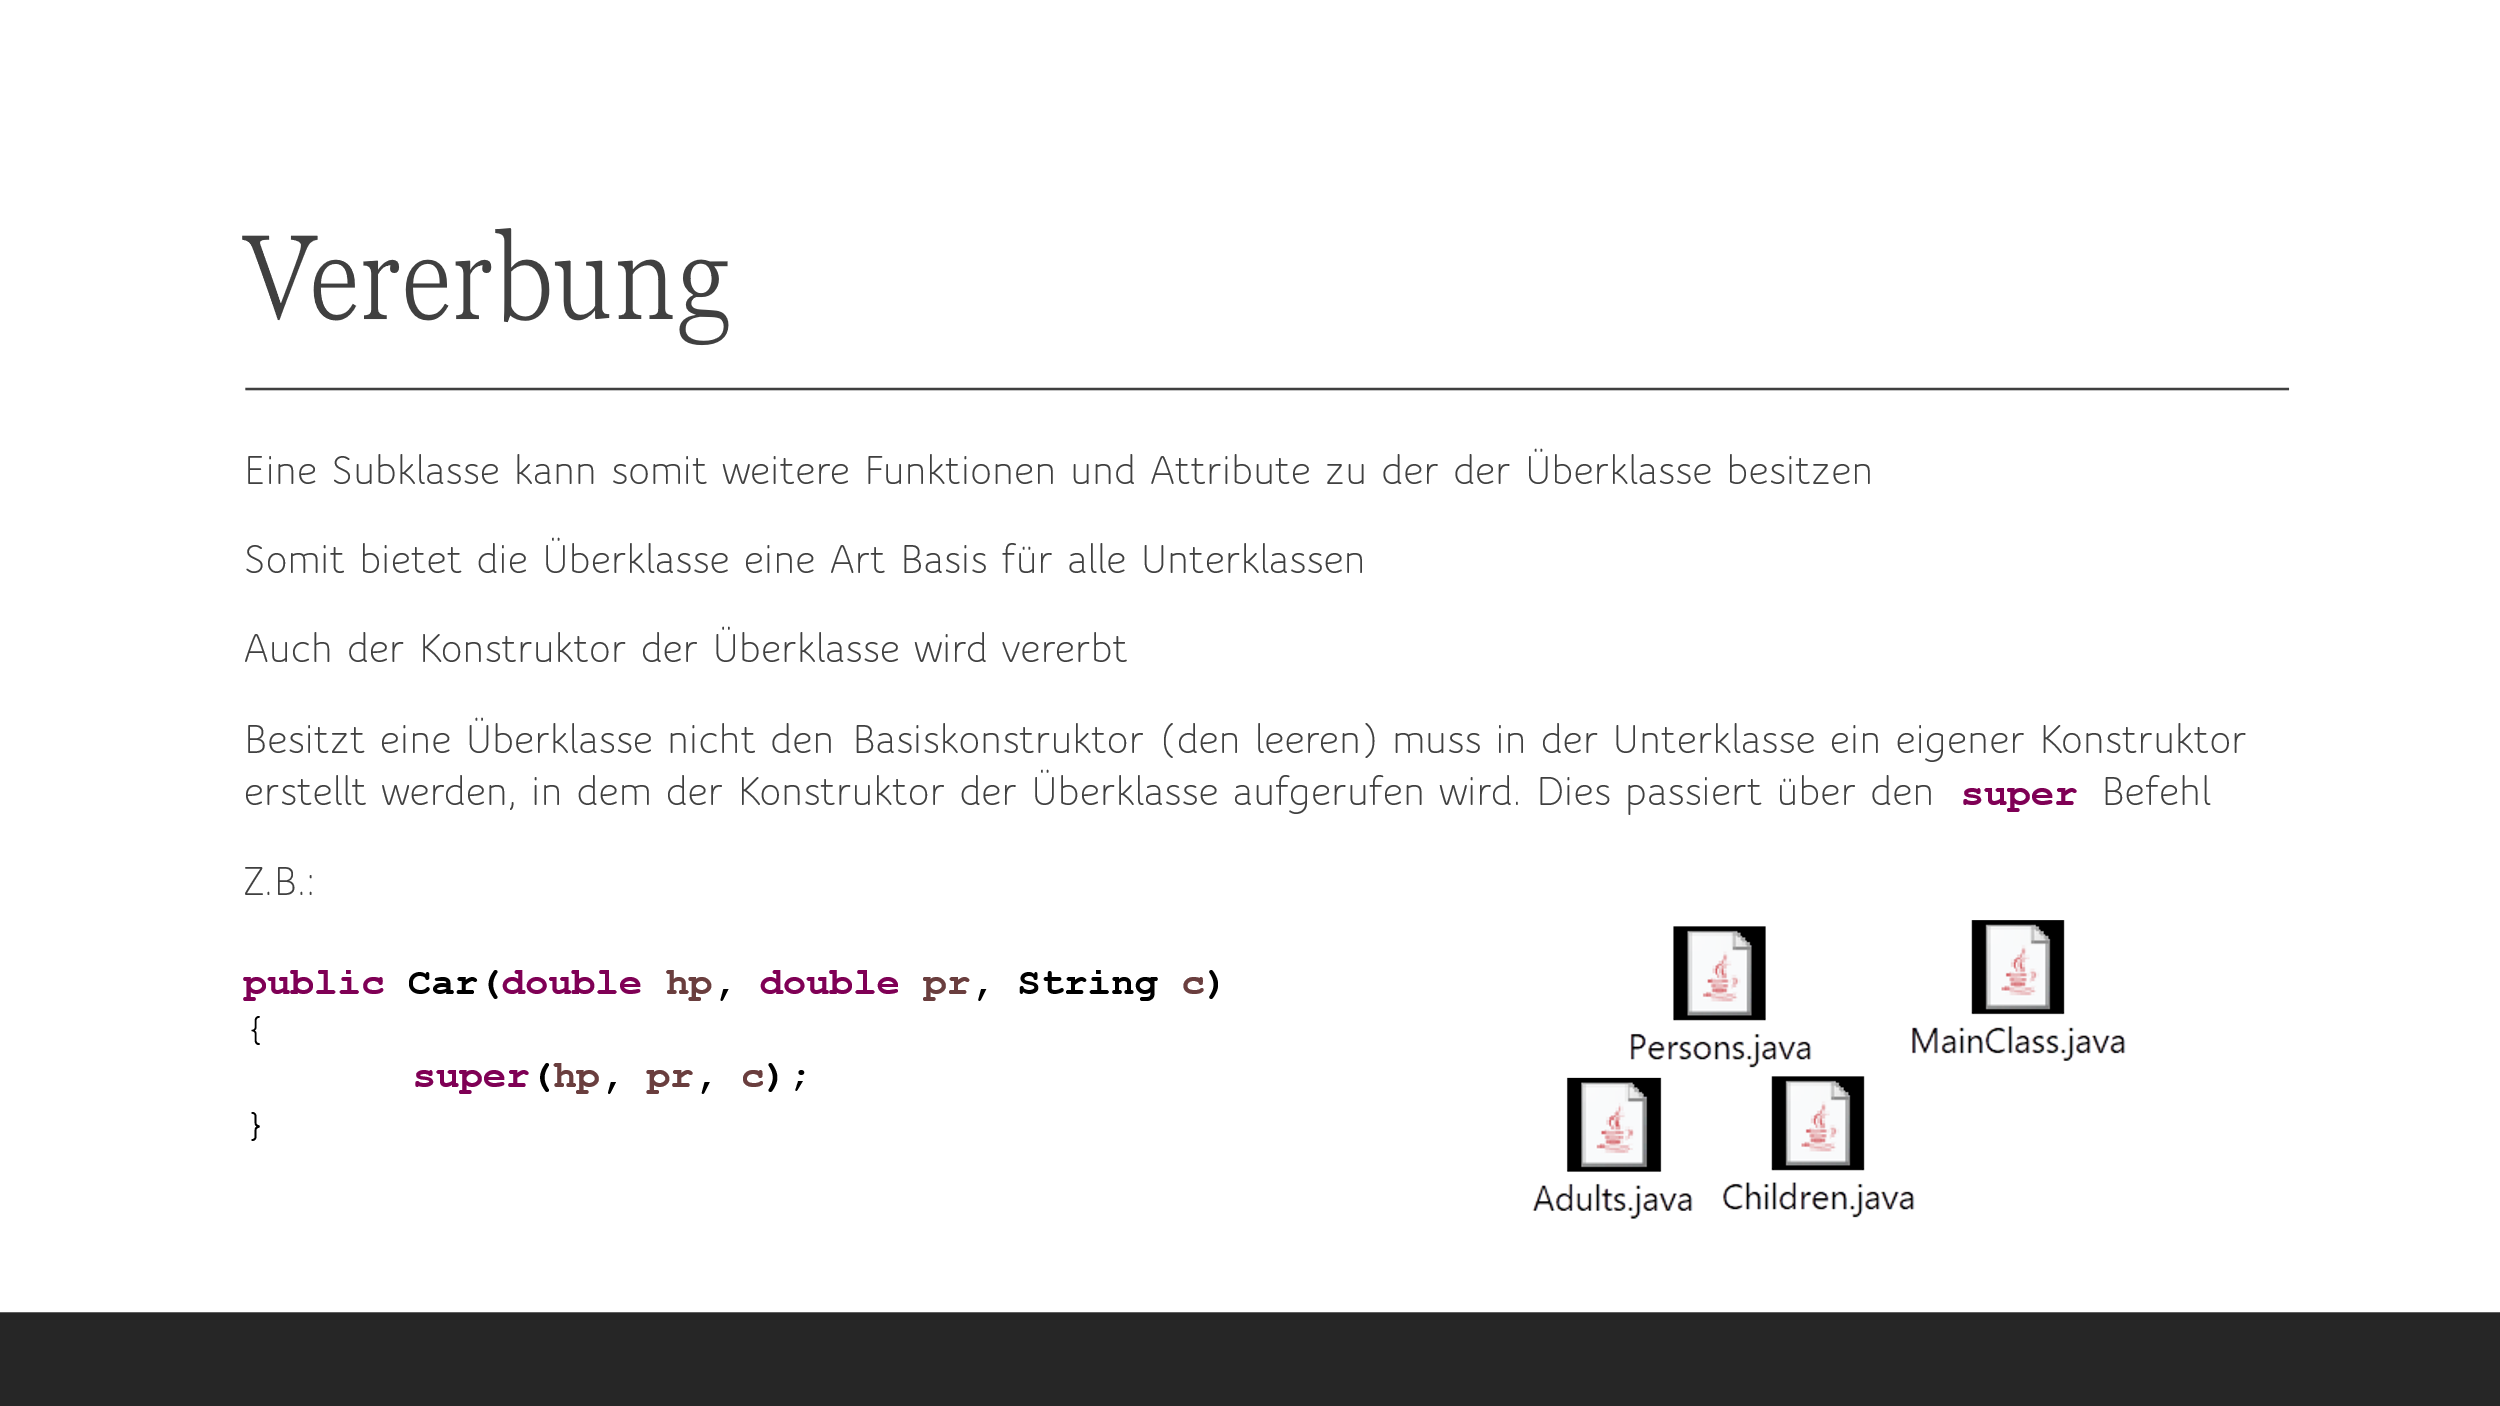 Vererbung
Eine Subklasse kann somit weitere Funktionen und Attribute zu der der Überklasse besitzen
Somit bietet die Überklasse eine Art Basis für alle Unterklassen
Auch der Konstruktor der Überklasse wird vererbt
Besitzt eine Überklasse nicht den Basiskonstruktor (den leeren) muss in der Unterklasse ein eigener Konstruktor
erstellt werden, in dem der Konstruktor der Überklasse aufgerufen wird. Dies passiert über den super Befehl
Z.B.:
public Car(double hp, double pr, String c)
{
super(hp, pr, c);
}
Persons.java
MainClass.java
Adults.java
Children.java